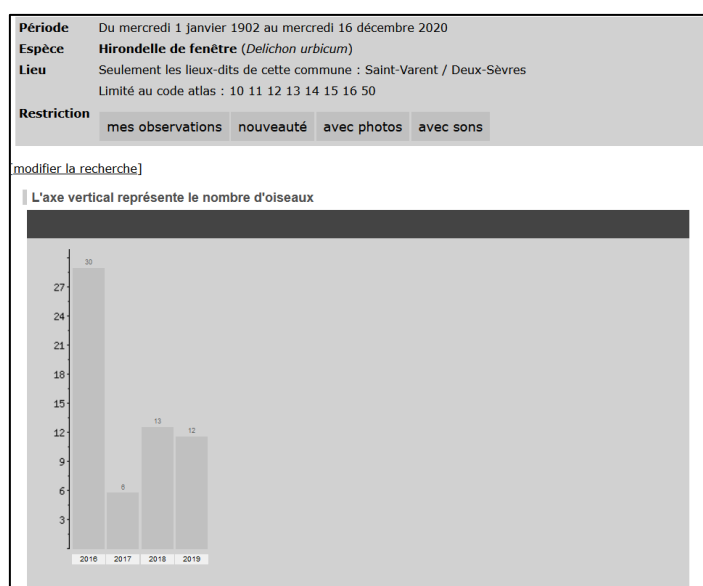 Période Du mercredi 1 janvier 1902 au mercredi 16 décembre 2020
Espèce Hirondelle de fenêtre (Delichon urbicum)
Lieu Seulement les lieux-dits de cette commune : Saint-Varent / Deux-Sèvres
Limité au code atlas : 10 11 12 13 14 15 16 50
Restriction
mes observations nouveauté avec photos avec sons
[modifier la recherche]
L'axe vertical représente le nombre d'oiseaux
30
27
24
21
18
15
13
12
12
9
6
6
3
2016 2017 2018 2019